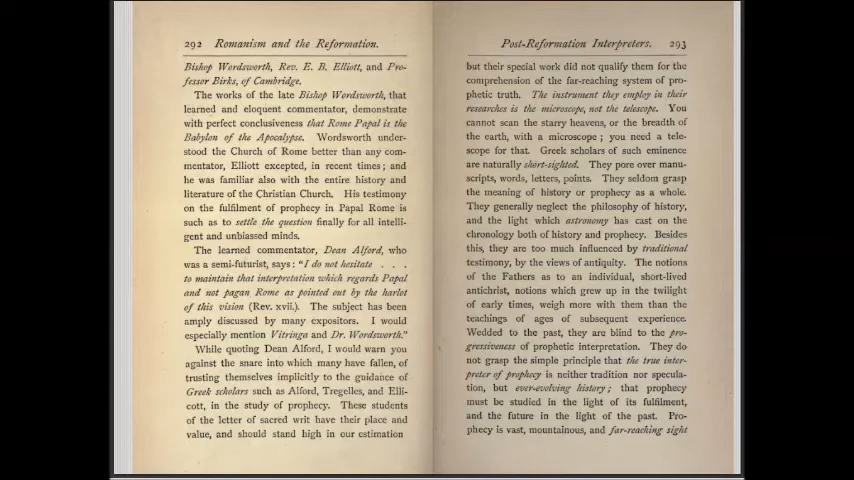 292 Romanism and the Reformation.
Bishop Wordsworth, Rev. E. B. Elliott, and Pro-
fessor Birks, of Cambridge.
The works of the late Bishop Wordsworth, that
learned and eloquent commentator, demonstrate
with perfect conclusiveness that Rome Papal is the
Babylon of the Apocalypse. Wordsworth under-
stood the Church of Rome better than any com-
mentator, Elliott excepted, in recent times; and
he was familiar also with the entire history and
literature of the Christian Church. His testimony
on the fulfilment of prophecy in Papal Rome is
such as to settle the question finally for all intelli-
gent and unbiassed minds.
The learned commentator, Dean Alford, who
was a semi-futurist, says: "I do not hesitate . . .
to maintain that interpretation which regards Papal
and not pagan Rome as pointed out by the harlot
of this vision (Rev. xvii.). The subject has been
amply discussed by many expositors. I would
especially mention Vitringa and Dr. Wordsworth."
While quoting Dean Alford, I would warn you
against the snare into which many have fallen, of
trusting themselves implicitly to the guidance of
Greek scholars such as Alford, Tregelles, and Elli-
cott, in the study of prophecy. These students
of the letter of sacred writ have their place and
value, and should stand high in our estimation
Post-Reformation Interpreters. 293
but their special work did not qualify them for the
comprehension of the far-reaching system of pro-
phetic truth. The instrument they employ in their
researches is the microscope, not the telescope. You
cannot scan the starry heavens, or the breadth of
the earth, with a microscope; you need a tele-
scope for that. Greek scholars of such eminence
are naturally short-sighted. They pore over manu-
scripts, words, letters, points. They seldom grasp
the meaning of history or prophecy as a whole.
They generally neglect the philosophy of history,
and the light which astronomy has cast on the
chronology both of history and prophecy. Besides
this, they are too much influenced by traditional
testimony, by the views of antiquity. The notions
of the Fathers as to an individual, short-lived
antichrist, notions which grew up in the twilight
of early times, weigh more with them than the
teachings of ages of subsequent experience.
Wedded to the past, they are blind to the pro-
gressiveness of prophetic interpretation. They do
not grasp the simple principle that the true inter-
preter of prophecy is neither tradition nor specula-
tion, but ever-evolving history; that prophecy
must be studied in the light of its fulfilment,
and the future in the light of the past. Pro-
phecy is vast, mountainous, and far-reaching sight